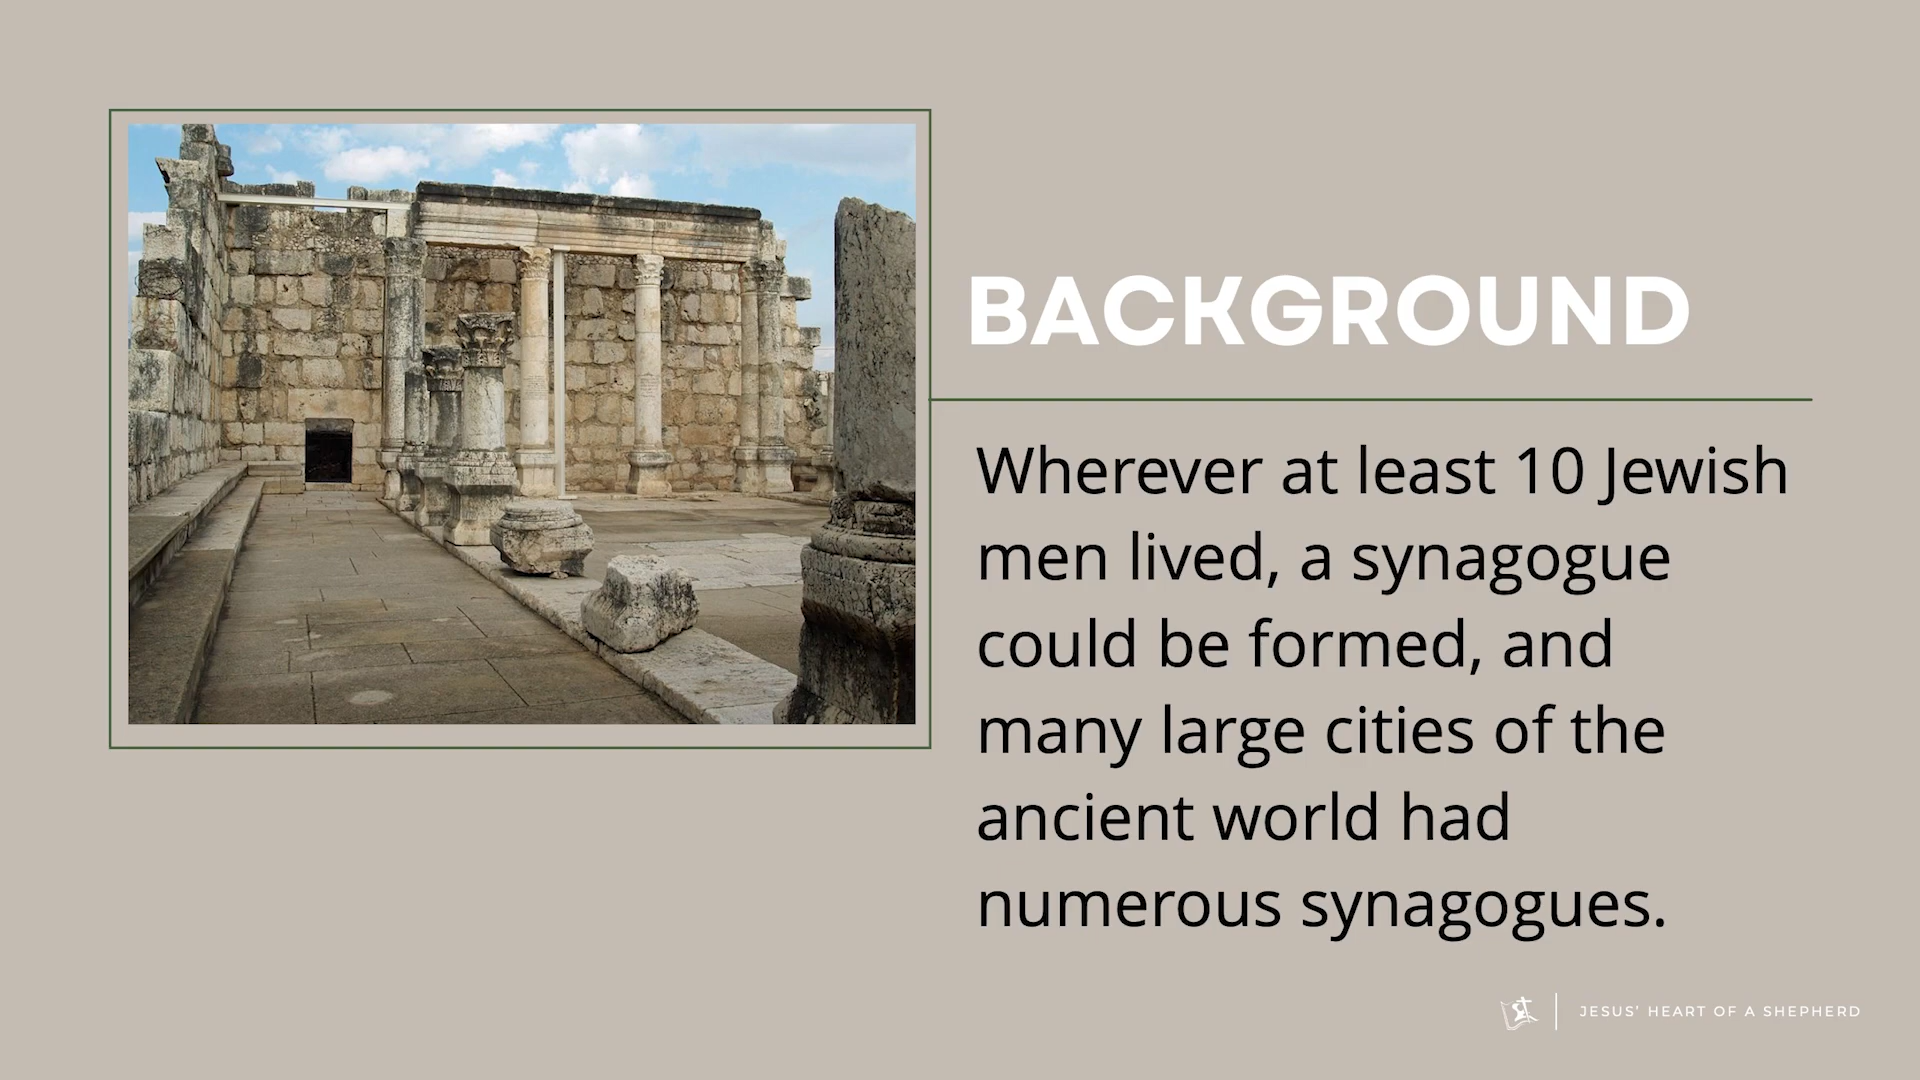 BACKGROUND
Wherever at least 10 Jewish
men lived, a synagogue
could be formed, and
many large cities of the
ancient world had
numerous synagogues.
JESUS’ HEART OF A SHEPHERD